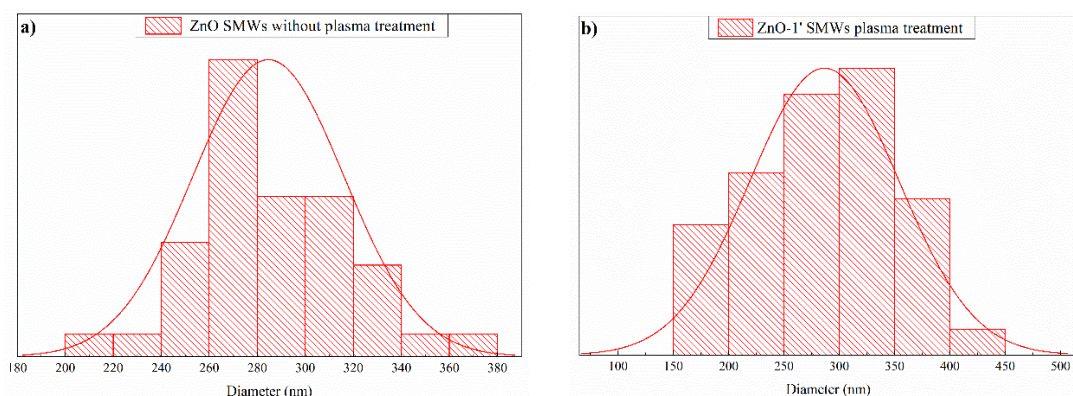 a)
ZnO SMWs without plasma treatment
180 200 220 240 260 280 300 320 340 360 380
Diameter (nm)
b)
ZnO-1' SMWs plasma treatment
100 150 200 250 300 350 400 450 500
Diameter (nm)